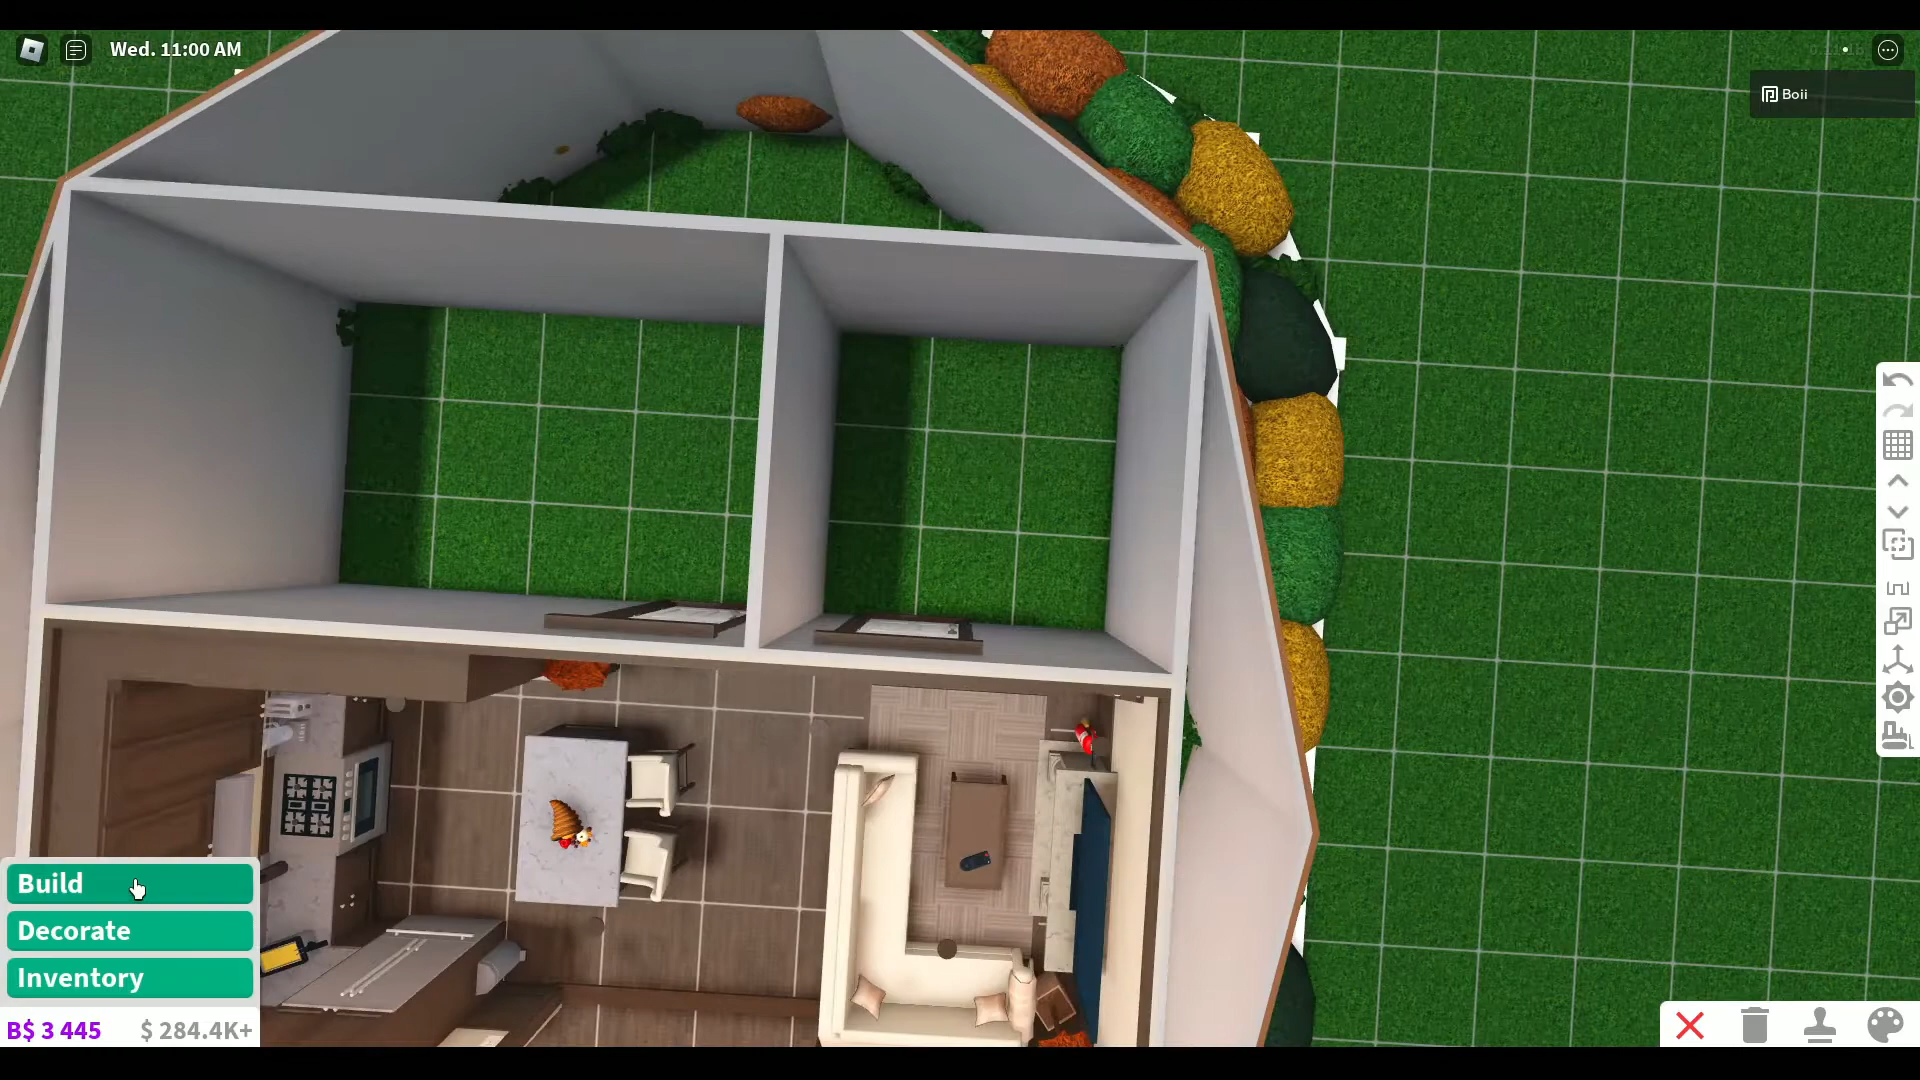 Wed. 11:00 AM
Boii
Build
Decorate
Inventory
B$ 3 445
$ 284.4K+